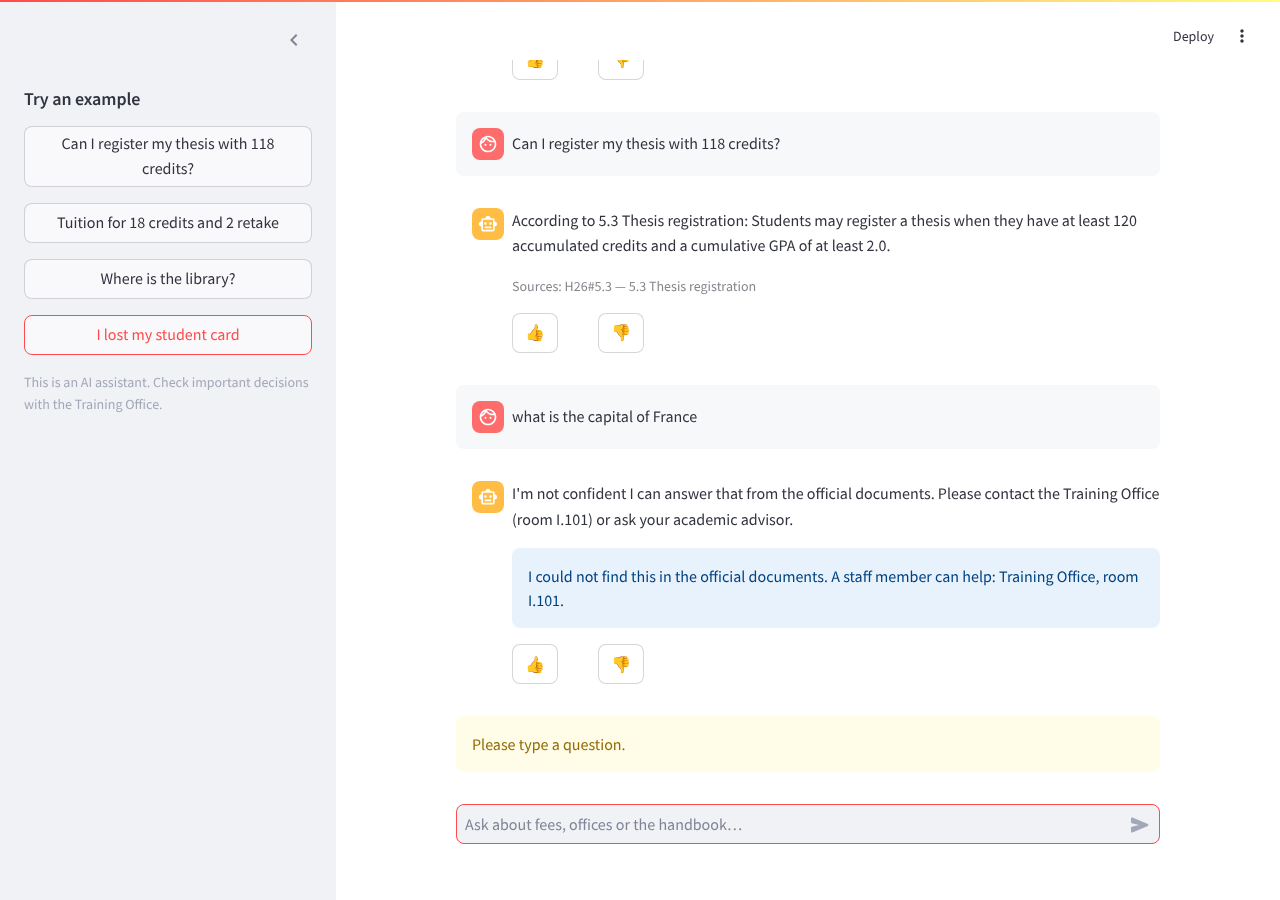 Deploy
Try an example
Can I register my thesis with 118
credits?
Tuition for 18 credits and 2 retake
Where is the library?
I lost my student card
This is an AI assistant. Check important decisions
with the Training Office.
Can I register my thesis with 118 credits?
According to 5.3 Thesis registration: Students may register a thesis when they have at least 120
accumulated credits and a cumulative GPA of at least 2.0.
Sources: H26#5.3 — 5.3 Thesis registration
what is the capital of France
I'm not confident I can answer that from the official documents. Please contact the Training Office
(room I.101) or ask your academic advisor.
I could not find this in the official documents. A staff member can help: Training Office, room
I.101.
Please type a question.
Ask about fees, offices or the handbook…